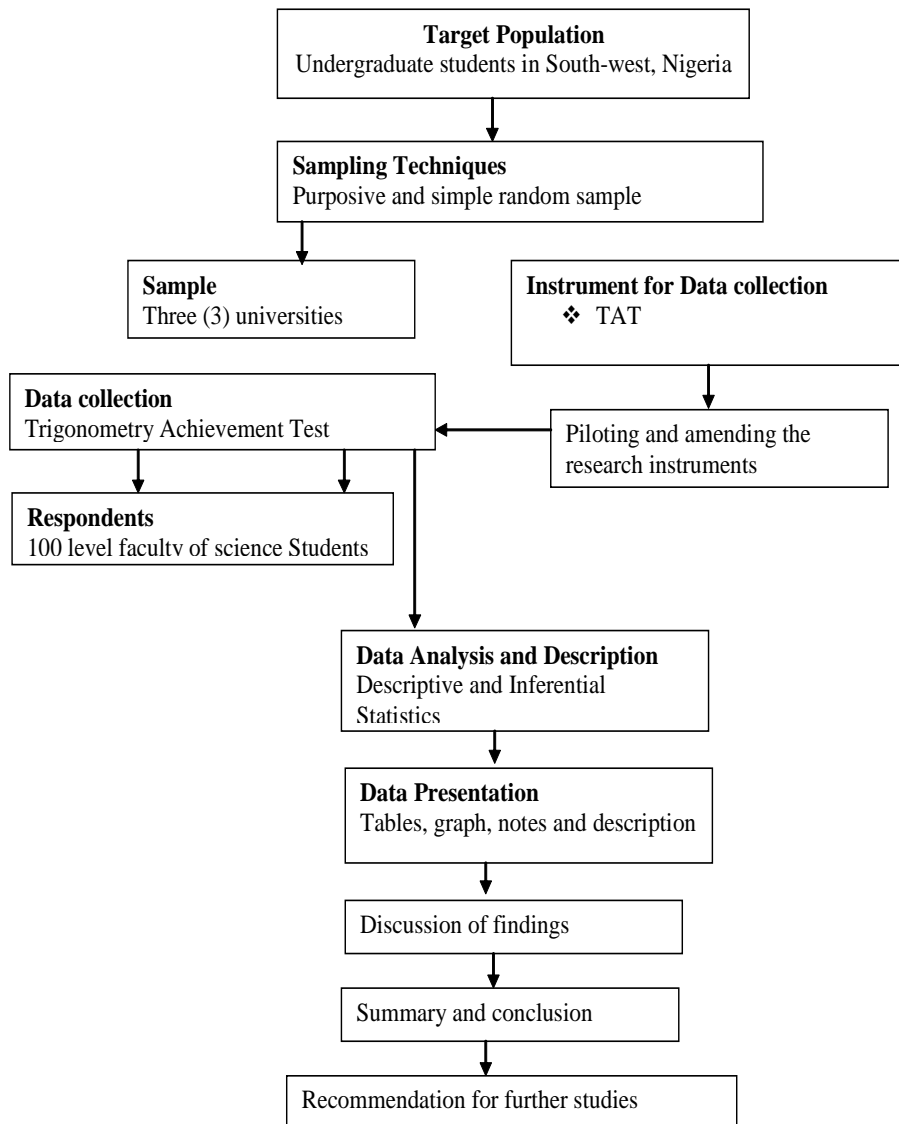 Target Population
Undergraduate students in South-west, Nigeria
Sampling Techniques
Purposive and simple random sample
Sample
Three (3) universities
Instrument for Data collection
❖ TAT
Data collection
Trigonometry Achievement Test
Piloting and amending the
research instruments
Respondents
100 level faculty of science Students
Data Analysis and Description
Descriptive and Inferential
Statistics
Data Presentation
Tables, graph, notes and description
Discussion of findings
Summary and conclusion
Recommendation for further studies